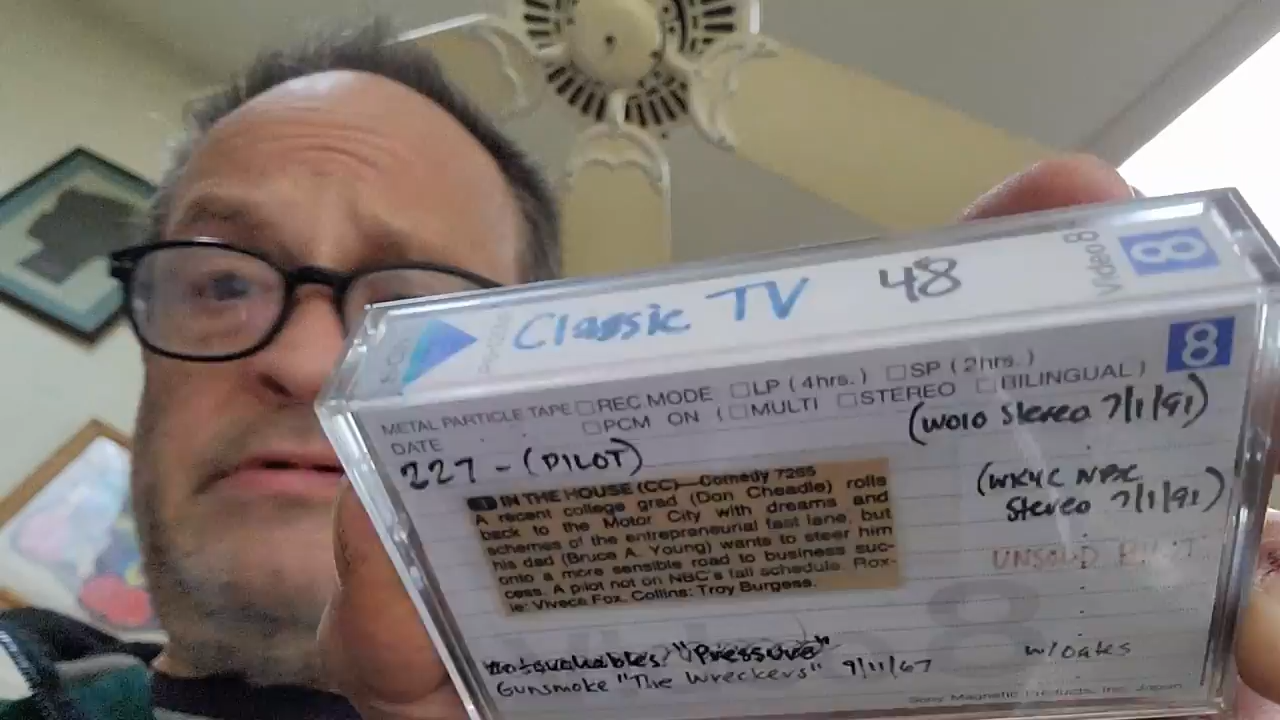 Classic TV 48
Video8 8
METAL PARTICLE TAPE □REC MODE □LP (4hrs.) □SP (2hrs.) 8
DATE □PCM ON (□MULTI □STEREO □BILINGUAL)
227 - (PILOT) (WOIO Stereo 7/1/91)
1 IN THE HOUSE (CC)—Comedy 7265
A recent college grad (Don Cheadle) rolls
back to the Motor City with dreams and
schemes of the entrepreneurial fast lane, but
his dad (Bruce A. Young) wants to steer him
onto a more sensible road to business suc-
cess. A pilot not on NBC's fall schedule. Rox-
ie: Viveca Fox. Collins: Troy Burgess.
(WKYC NBC
Stereo 7/1/91)
UNSOLD PILOT
"Pressure"
Gunsmoke "The Wreckers" 9/11/67 w/oates
Sony Magnetic Products Inc. Japan